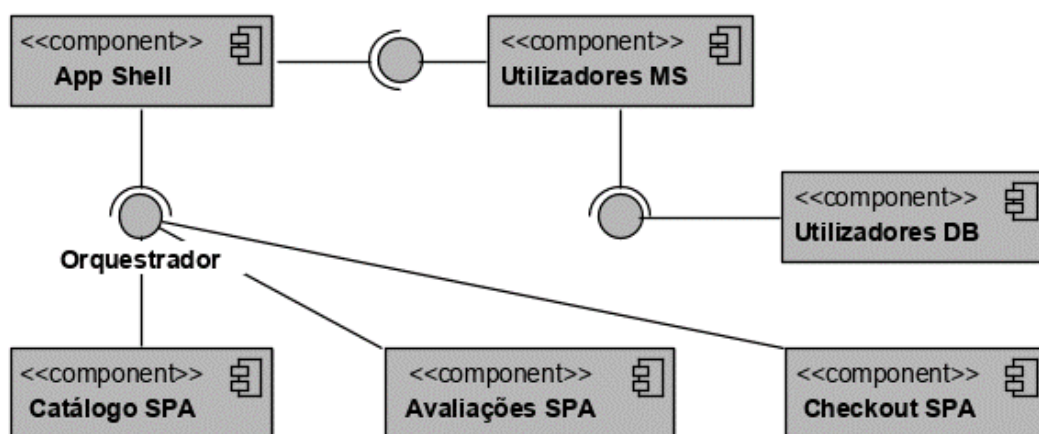 <<component>>
App Shell
<<component>>
Utilizadores MS
<<component>>
Utilizadores DB
Orquestrador
<<component>>
Catálogo SPA
<<component>>
Avaliações SPA
<<component>>
Checkout SPA